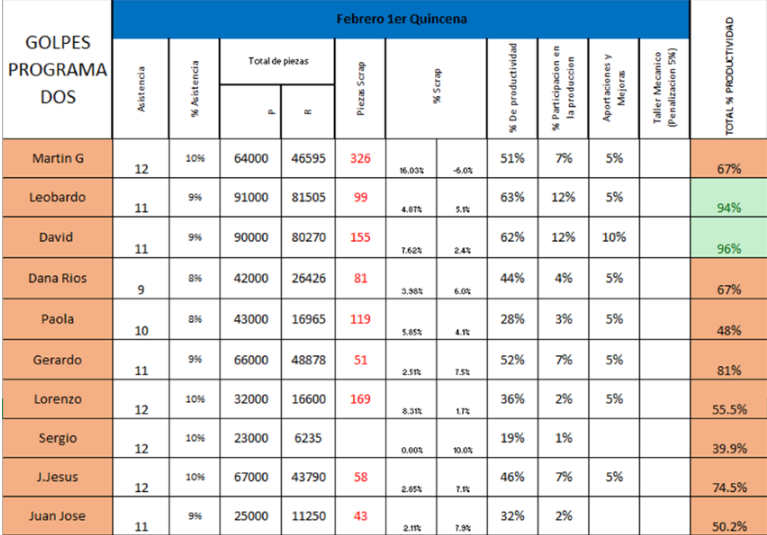 GOLPES PROGRAMADOS
Febrero 1er Quincena
Asistencia
% Asistencia
Total de piezas
P
R
Piezas Scrap
% Scrap
% De productividad
% Participacion en la produccion
Aportaciones y Mejoras
Taller Mecanico (Penalizacion 5%)
TOTAL % PRODUCTIVIDAD
Martin G 12 10% 64000 46595 326 16.03% -6.0% 51% 7% 5% 67%
Leobardo 11 9% 91000 81505 99 4.87% 5.1% 63% 12% 5% 94%
David 11 9% 90000 80270 155 7.62% 2.4% 62% 12% 10% 96%
Dana Rios 9 8% 42000 26426 81 3.98% 6.0% 44% 4% 5% 67%
Paola 10 8% 43000 16965 119 5.85% 4.1% 28% 3% 5% 48%
Gerardo 11 9% 66000 48878 51 2.51% 7.5% 52% 7% 5% 81%
Lorenzo 12 10% 32000 16600 169 8.31% 1.7% 36% 2% 5% 55.5%
Sergio 12 10% 23000 6235 0.00% 10.0% 19% 1% 39.9%
J.Jesus 12 10% 67000 43790 58 2.85% 7.1% 46% 7% 5% 74.5%
Juan Jose 11 9% 25000 11250 43 2.11% 7.9% 32% 2% 50.2%